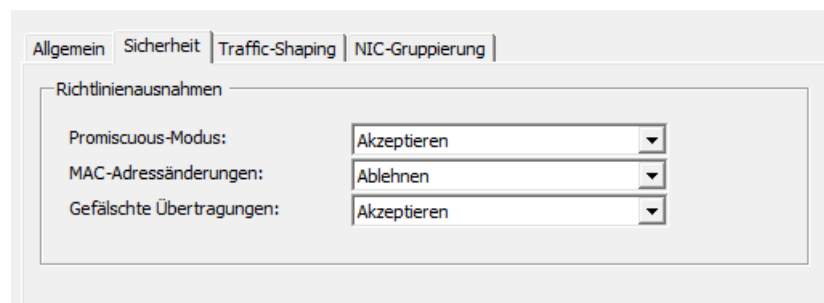 Allgemein Sicherheit Traffic-Shaping NIC-Gruppierung
Richtlinienausnahmen
Promiscuous-Modus: Akzeptieren
MAC-Adressänderungen: Ablehnen
Gefälschte Übertragungen: Akzeptieren